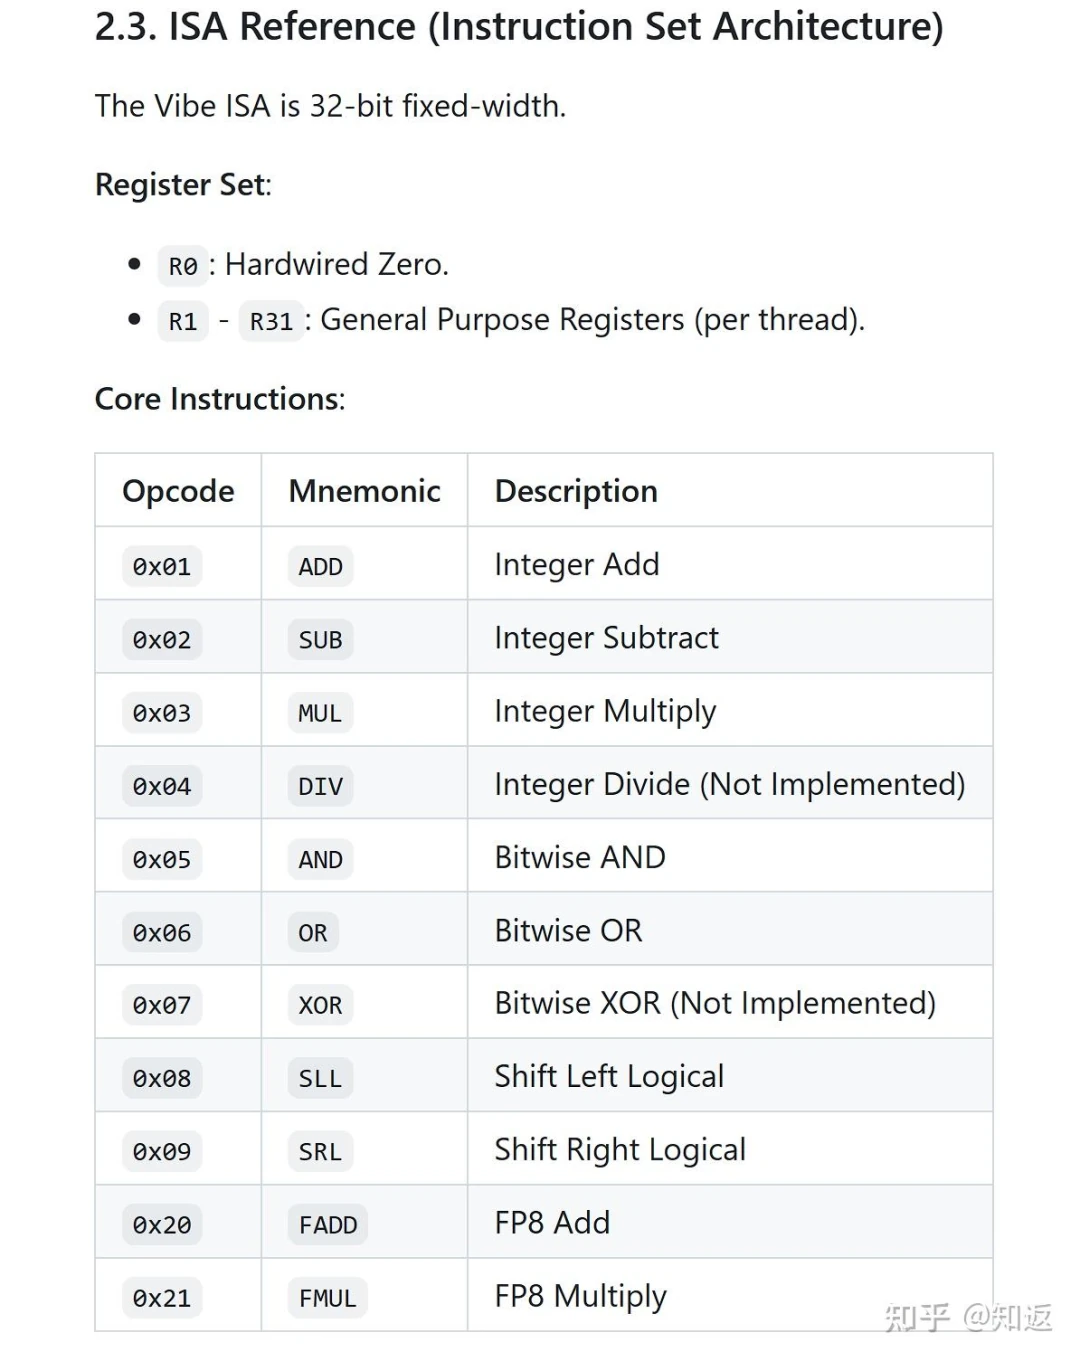 2.3. ISA Reference (Instruction Set Architecture)
The Vibe ISA is 32-bit fixed-width.
Register Set:
R0: Hardwired Zero.
R1 - R31: General Purpose Registers (per thread).
Core Instructions:
Opcode Mnemonic Description
0x01 ADD Integer Add
0x02 SUB Integer Subtract
0x03 MUL Integer Multiply
0x04 DIV Integer Divide (Not Implemented)
0x05 AND Bitwise AND
0x06 OR Bitwise OR
0x07 XOR Bitwise XOR (Not Implemented)
0x08 SLL Shift Left Logical
0x09 SRL Shift Right Logical
0x20 FADD FP8 Add
0x21 FMUL FP8 Multiply
知乎 @知返